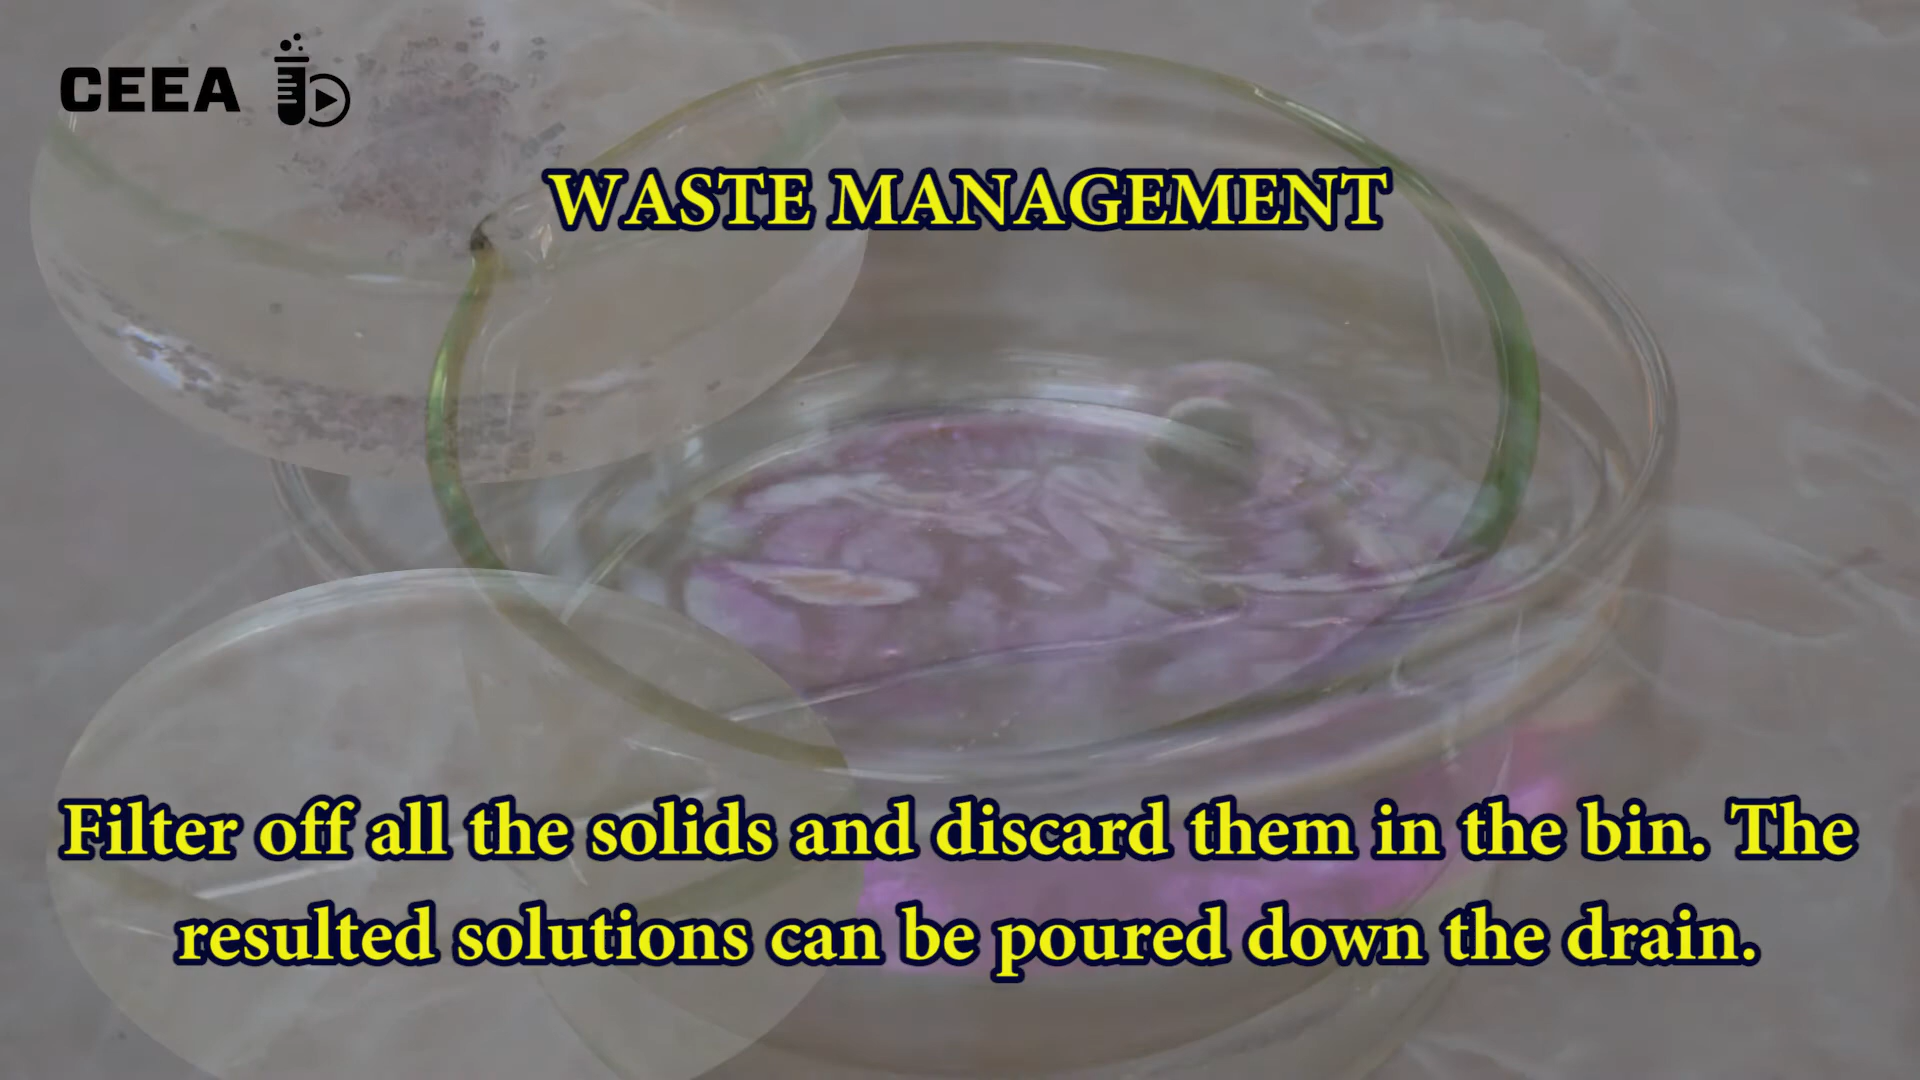 CEEA
WASTE MANAGEMENT
Filter off all the solids and discard them in the bin. The
resulted solutions can be poured down the drain.